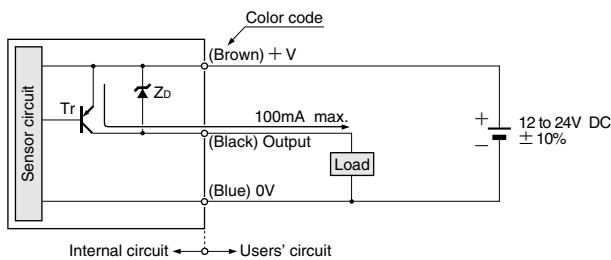 Color code
(Brown) + V
Tr
ZD
100mA max.
(Black) Output
Sensor circuit
Load
+
−
12 to 24V DC
± 10%
(Blue) 0V
Internal circuit
Users' circuit